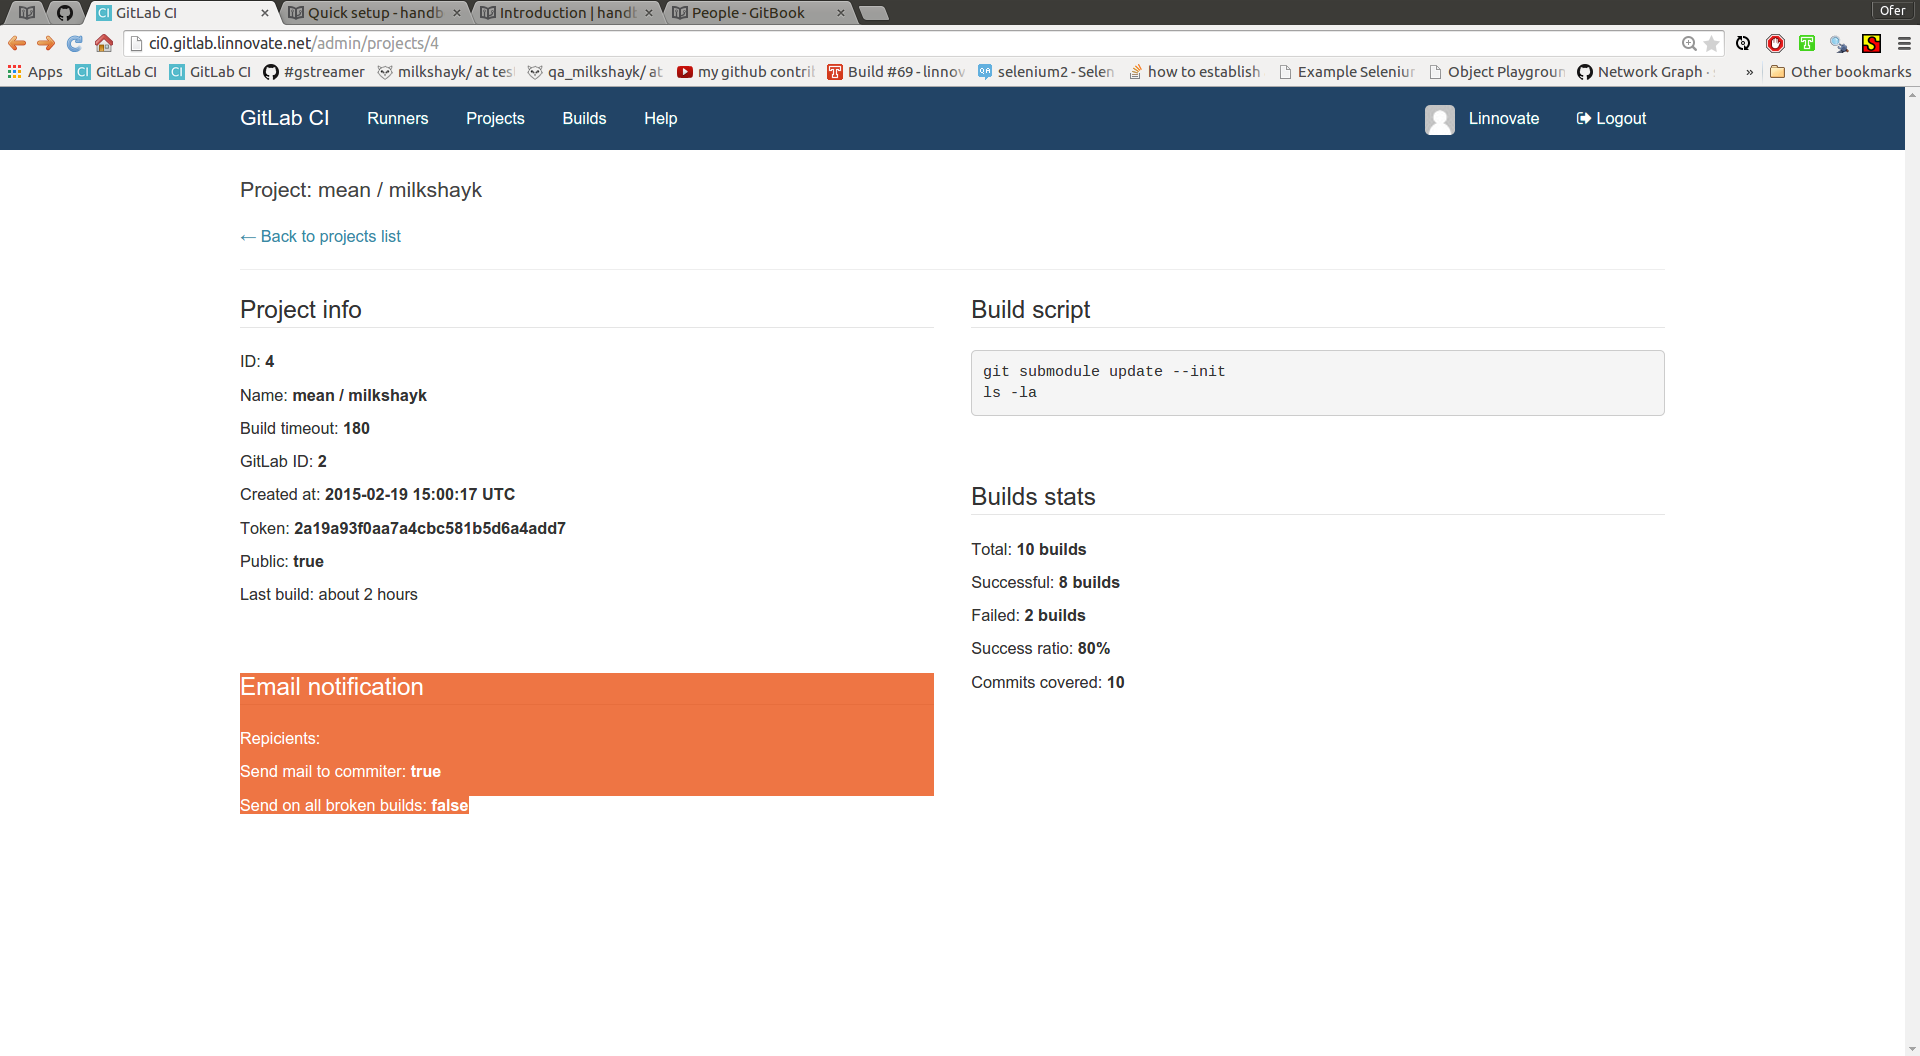 Ofer
GitLab CI
Quick setup - handb
Introduction | handb
People - GitBook
ci0.gitlab.linnovate.net/admin/projects/4
Apps
GitLab CI
GitLab CI
#gstreamer
milkshayk/ at tes
qa_milkshayk/ at
my github contri
Build #69 - linnov
selenium2 - Selen
how to establish
Example Seleniu
Object Playgroun
Network Graph ·
»
Other bookmarks
GitLab CI
Runners
Projects
Builds
Help
Linnovate
Logout
Project: mean / milkshayk
← Back to projects list
Project info
ID: 4
Name: mean / milkshayk
Build timeout: 180
GitLab ID: 2
Created at: 2015-02-19 15:00:17 UTC
Token: 2a19a93f0aa7a4cbc581b5d6a4add7
Public: true
Last build: about 2 hours
Email notification
Repicients:
Send mail to commiter: true
Send on all broken builds: false
Build script
git submodule update --init
ls -la
Builds stats
Total: 10 builds
Successful: 8 builds
Failed: 2 builds
Success ratio: 80%
Commits covered: 10